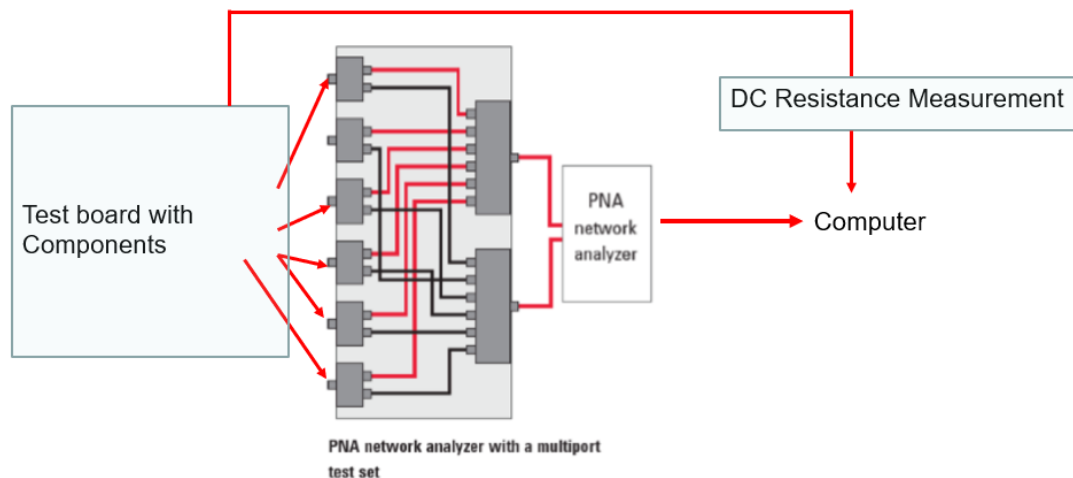 DC Resistance Measurement
Test board with
Components
PNA
network
analyzer
Computer
PNA network analyzer with a multiport
test set